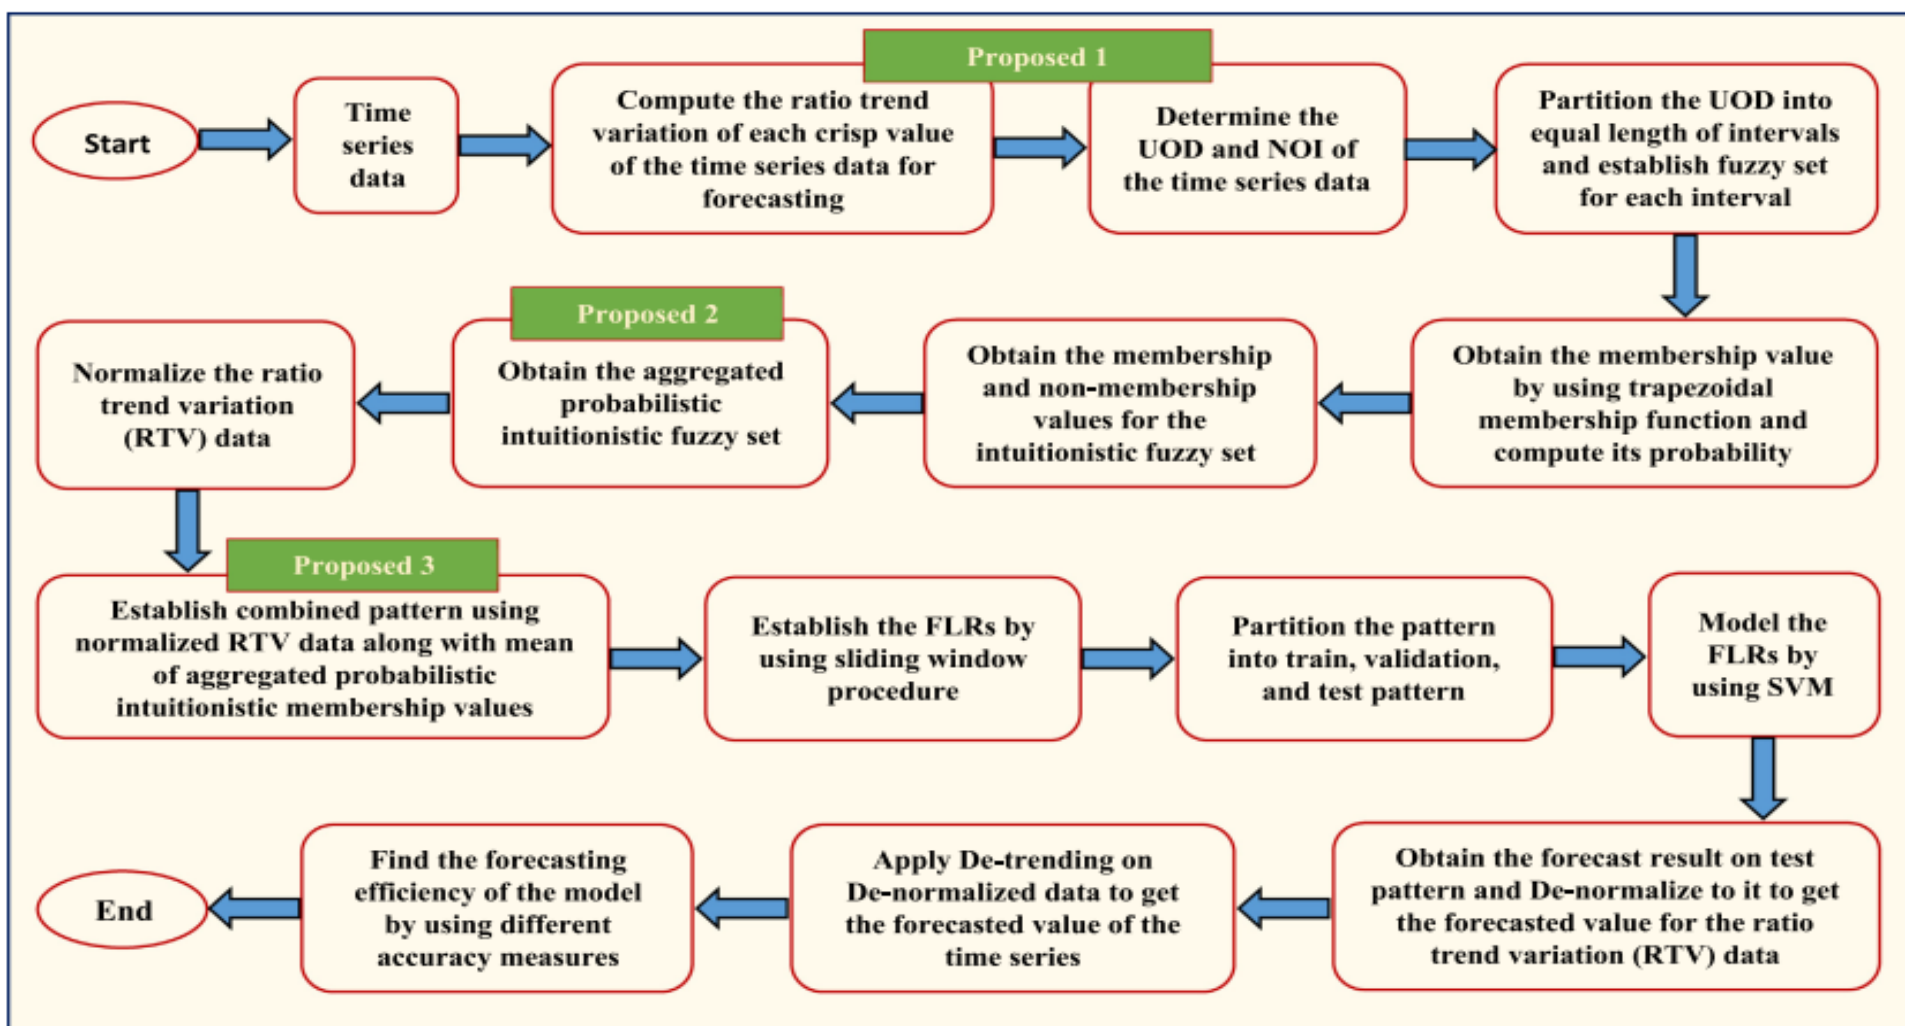 Proposed 1
Start
Time
series
data
Compute the ratio trend
variation of each crisp value
of the time series data for
forecasting
Determine the
UOD and NOI of
the time series data
Partition the UOD into
equal length of intervals
and establish fuzzy set
for each interval
Obtain the membership value
by using trapezoidal
membership function and
compute its probability
Obtain the membership
and non-membership
values for the
intuitionistic fuzzy set
Proposed 2
Obtain the aggregated
probabilistic
intuitionistic fuzzy set
Normalize the ratio
trend variation
(RTV) data
Proposed 3
Establish combined pattern using
normalized RTV data along with mean
of aggregated probabilistic
intuitionistic membership values
Establish the FLRs by
using sliding window
procedure
Partition the pattern
into train, validation,
and test pattern
Model the
FLRs by
using SVM
Obtain the forecast result on test
pattern and De-normalize to it to get
the forecasted value for the ratio
trend variation (RTV) data
Apply De-trending on
De-normalized data to get
the forecasted value of the
time series
Find the forecasting
efficiency of the model
by using different
accuracy measures
End